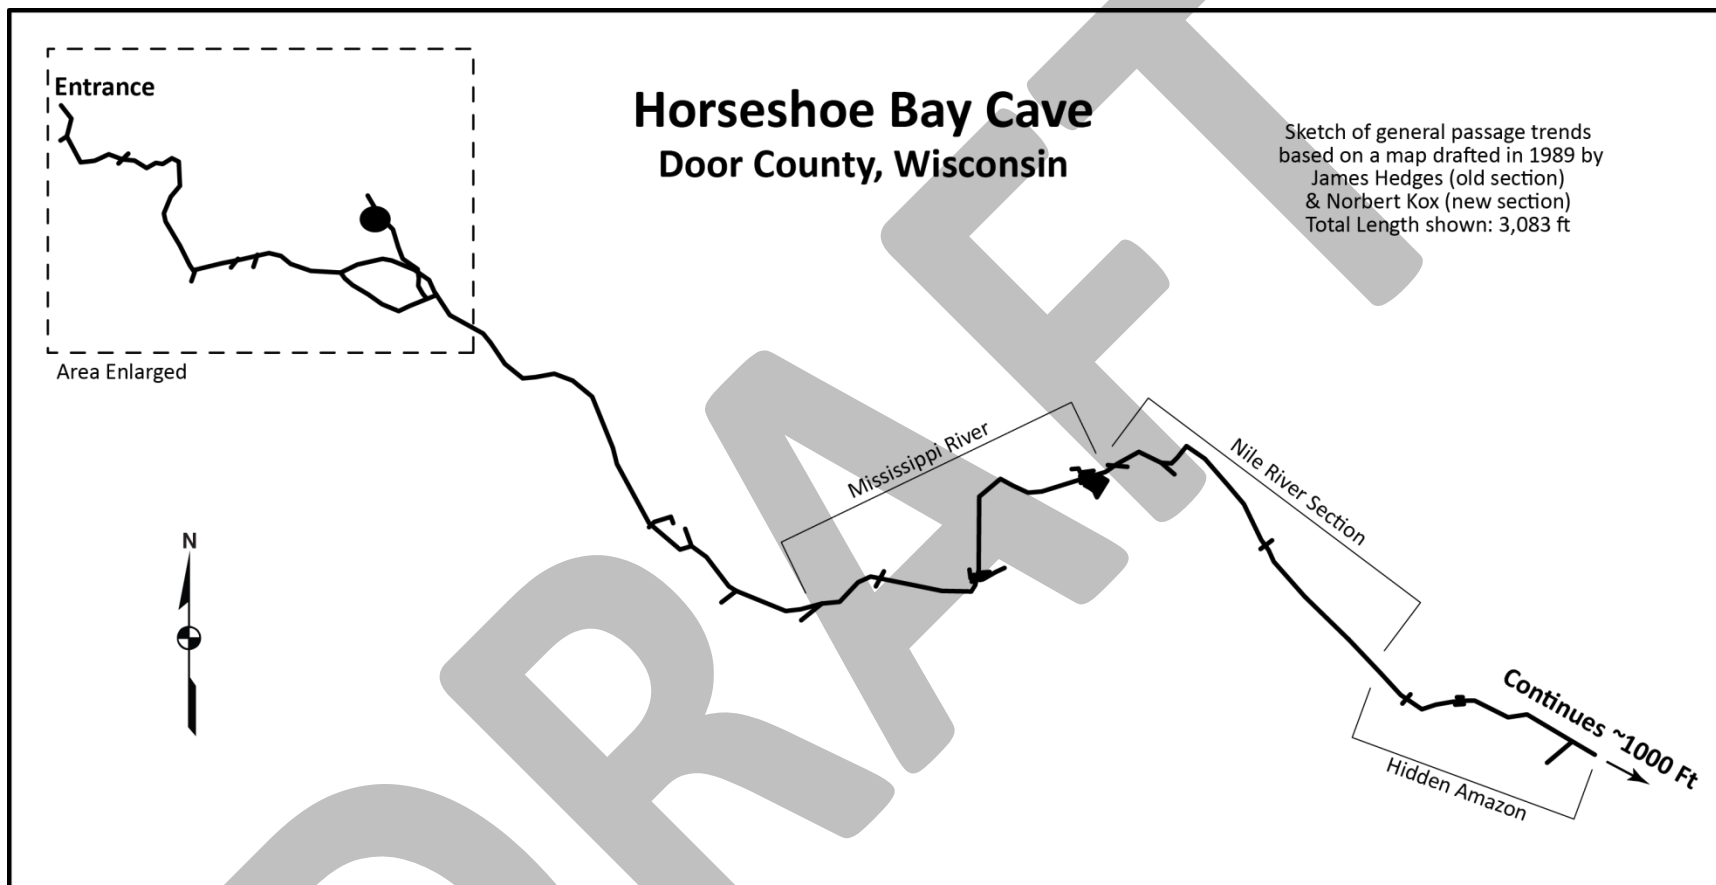 Entrance
Horseshoe Bay Cave
Door County, Wisconsin
Sketch of general passage trends
based on a map drafted in 1989 by
James Hedges (old section)
& Norbert Kox (new section)
Total Length shown: 3,083 ft
Area Enlarged
Mississippi River
Nile River Section
N
Continues ~1000 Ft
Hidden Amazon
DRAFT